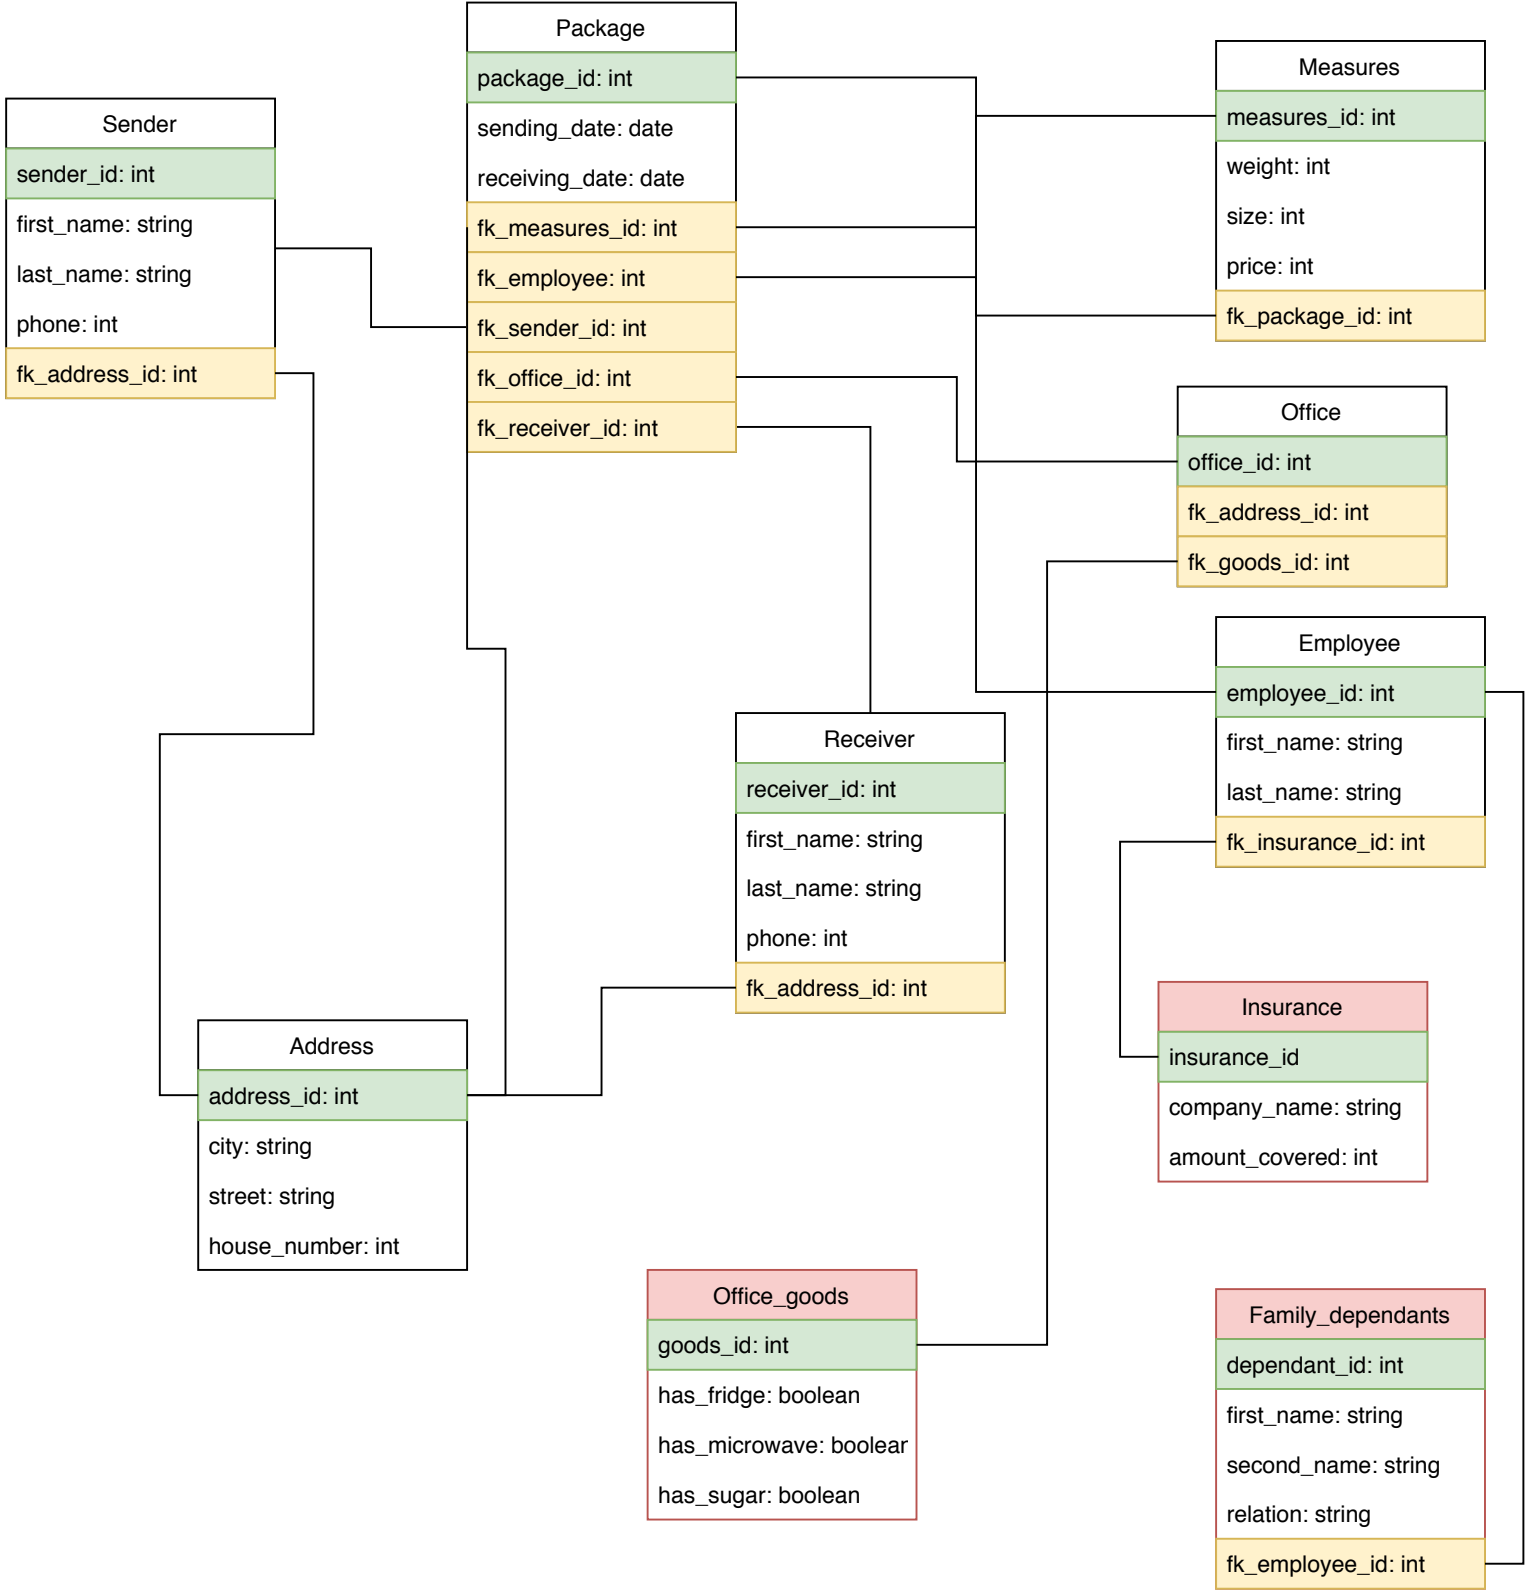 Package
package_id: int
sending_date: date
receiving_date: date
fk_measures_id: int
fk_employee: int
fk_sender_id: int
fk_office_id: int
fk_receiver_id: int
Measures
measures_id: int
weight: int
size: int
price: int
fk_package_id: int
Sender
sender_id: int
first_name: string
last_name: string
phone: int
fk_address_id: int
Office
office_id: int
fk_address_id: int
fk_goods_id: int
Employee
employee_id: int
first_name: string
last_name: string
fk_insurance_id: int
Receiver
receiver_id: int
first_name: string
last_name: string
phone: int
fk_address_id: int
Insurance
insurance_id
company_name: string
amount_covered: int
Address
address_id: int
city: string
street: string
house_number: int
Office_goods
goods_id: int
has_fridge: boolean
has_microwave: boolear
has_sugar: boolean
Family_dependants
dependant_id: int
first_name: string
second_name: string
relation: string
fk_employee_id: int